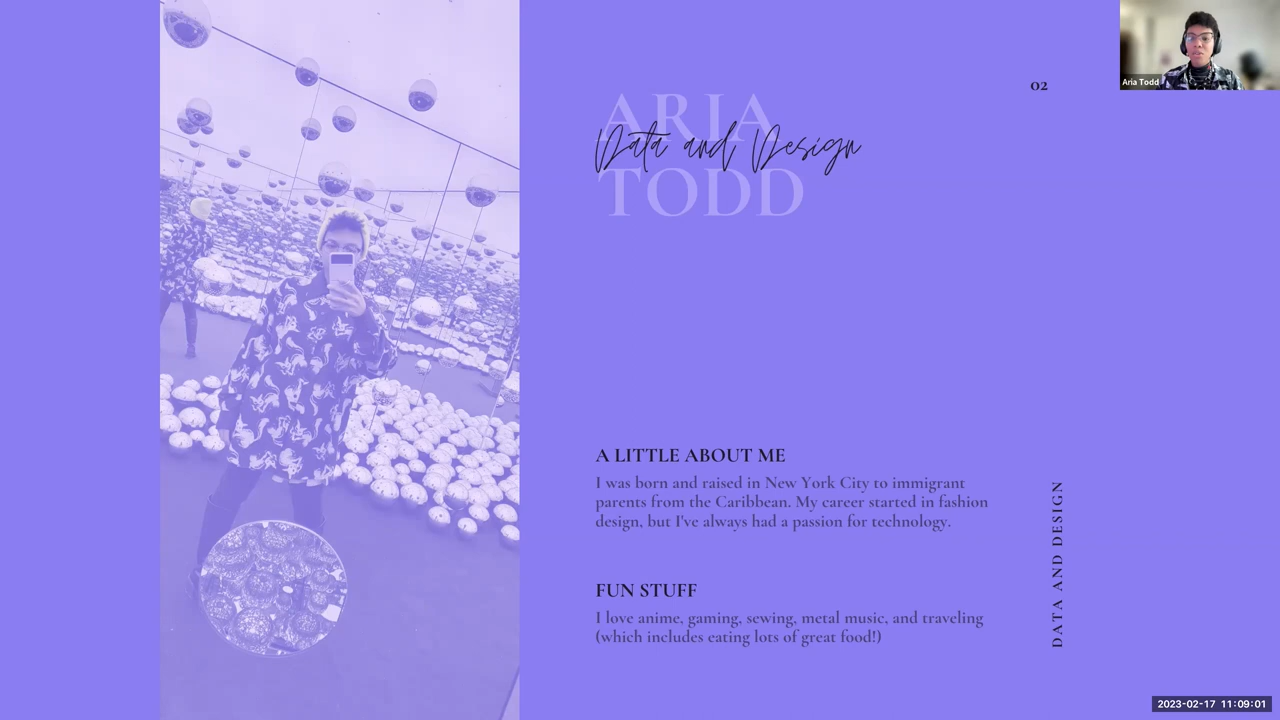 02
Aria Todd
ARIA
Data and Design
TODD
A LITTLE ABOUT ME
I was born and raised in New York City to immigrant
parents from the Caribbean. My career started in fashion
design, but I've always had a passion for technology.
DATA AND DESIGN
FUN STUFF
I love anime, gaming, sewing, metal music, and traveling
(which includes eating lots of great food!)
2023-02-17 11:09:01